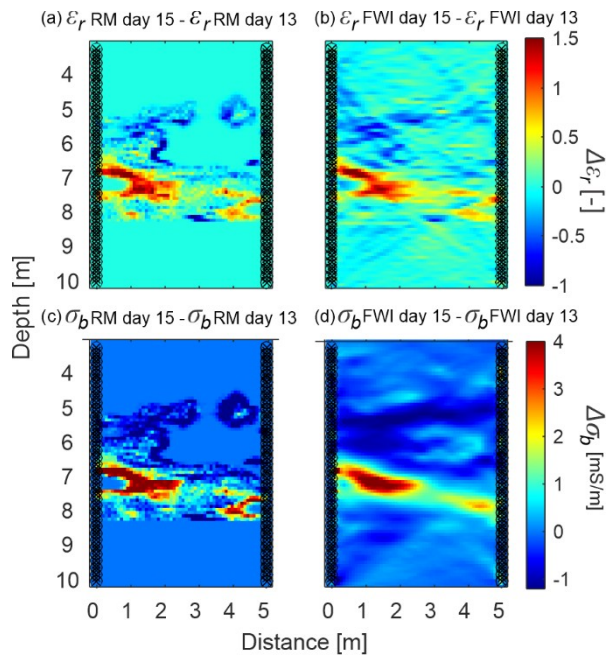 (a) εr RM day 15 - εr RM day 13
(b) εr FWI day 15 - εr FWI day 13
4
5
6
7
8
9
10
1.5
1
0.5
0
-0.5
-1
Δεr [-]
Depth [m]
(c) σb RM day 15 - σb RM day 13
(d) σb FWI day 15 - σb FWI day 13
4
5
6
7
8
9
10
4
3
2
1
0
-1
Δσb [mS/m]
0 1 2 3 4 5
0 1 2 3 4 5
Distance [m]